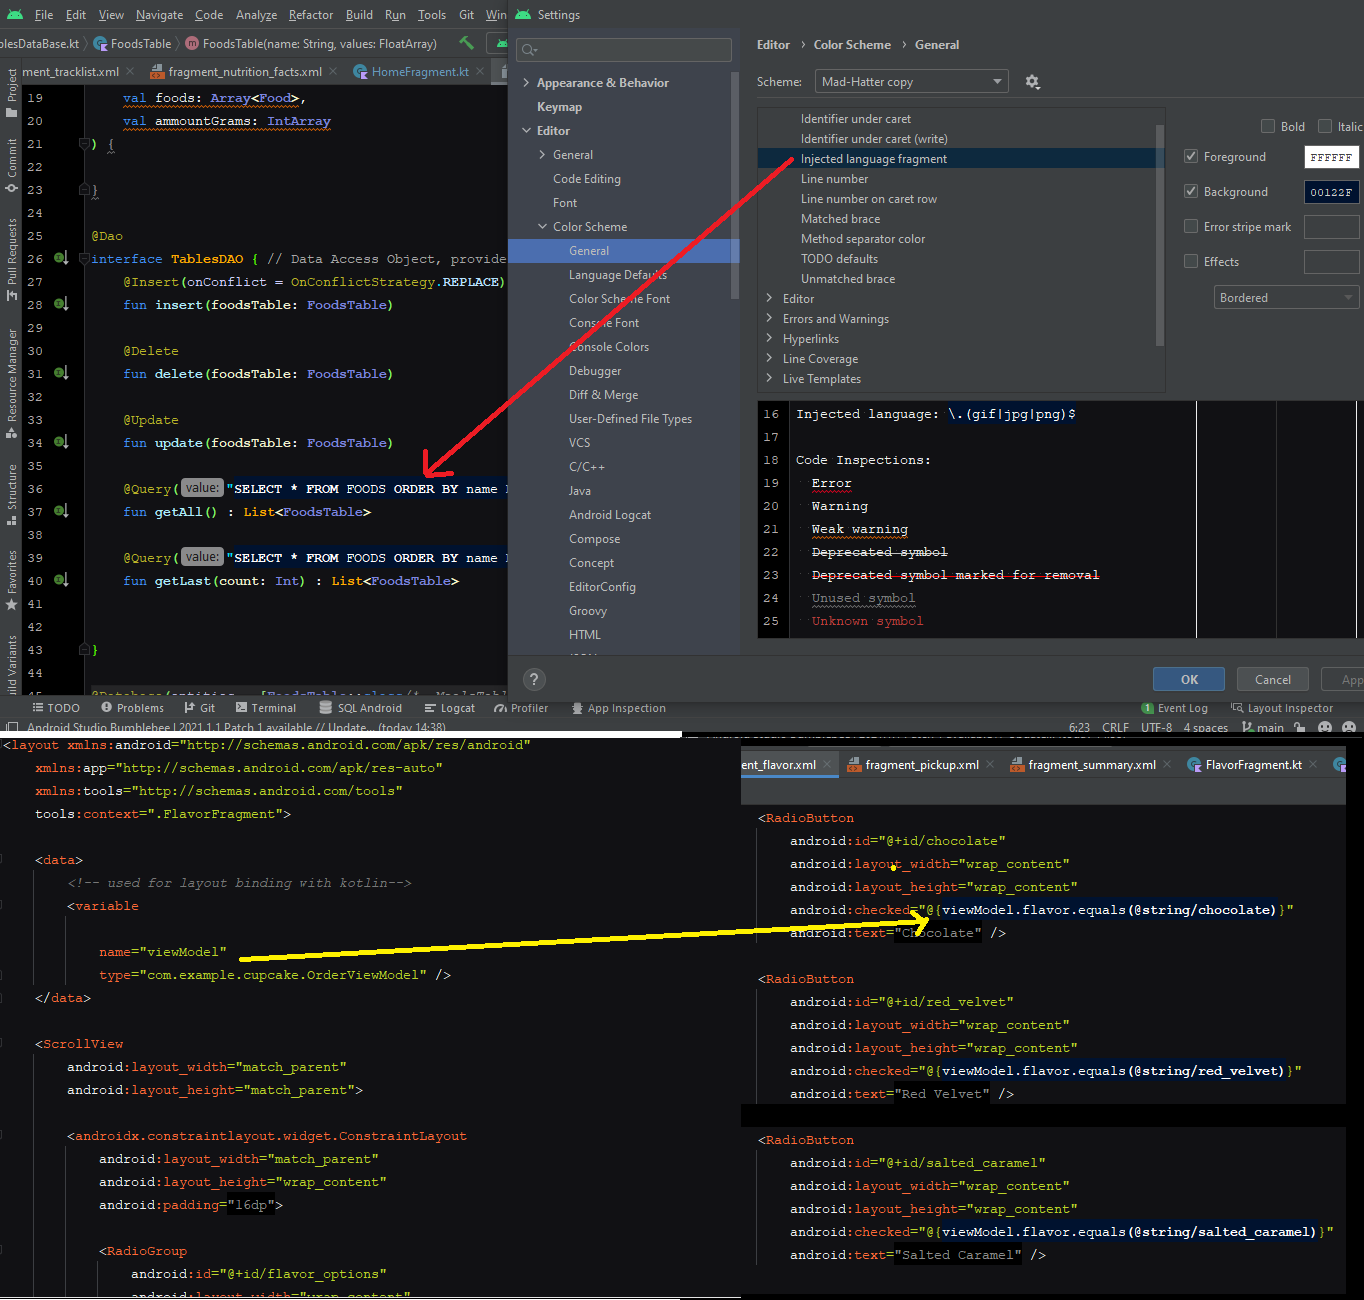 File Edit View Navigate Code Analyze Refactor Build Run Tools Git Win
lesDataBase.kt FoodsTable FoodsTable(name: String, values: FloatArray)
ment_tracklist.xml fragment_nutrition_facts.xml HomeFragment.kt
Project
Commit
Pull Requests
Resource Manager
Structure
Favorites
ild Variants
19 val foods: Array<Food>,
20 val ammountGrams: IntArray
21 ) {
22
23 }
24
25 @Dao
26 interface TablesDAO { // Data Access Object, provide
27 @Insert(onConflict = OnConflictStrategy.REPLACE)
28 fun insert(foodsTable: FoodsTable)
29
30 @Delete
31 fun delete(foodsTable: FoodsTable)
32
33 @Update
34 fun update(foodsTable: FoodsTable)
35
36 @Query( value: "SELECT * FROM FOODS ORDER BY name
37 fun getAll() : List<FoodsTable>
38
39 @Query( value: "SELECT * FROM FOODS ORDER BY name
40 fun getLast(count: Int) : List<FoodsTable>
41
42
43 }
44
Settings
Appearance & Behavior
Keymap
Editor
General
Code Editing
Font
Color Scheme
General
Language Defaults
Color Scheme Font
Console Font
Console Colors
Debugger
Diff & Merge
User-Defined File Types
VCS
C/C++
Java
Android Logcat
Compose
Concept
EditorConfig
Groovy
HTML
Editor › Color Scheme › General
Scheme: Mad-Hatter copy
Identifier under caret
Identifier under caret (write)
Injected language fragment
Line number
Line number on caret row
Matched brace
Method separator color
TODO defaults
Unmatched brace
Editor
Errors and Warnings
Hyperlinks
Line Coverage
Live Templates
Bold Italic
Foreground FFFFFF
Background 00122F
Error stripe mark
Effects
Bordered
16 Injected language: \.(gif|jpg|png)$
17
18 Code Inspections:
19 Error
20 Warning
21 Weak warning
22 Deprecated symbol
23 Deprecated symbol marked for removal
24 Unused symbol
25 Unknown symbol
? OK Cancel App
TODO Problems Git Terminal SQL Android Logcat Profiler App Inspection 1 Event Log Layout Inspector
Android Studio Bumblebee | 2021.1.1 Patch 1 available // Update... (today 14:38) 6:23 CRLF UTF-8 4 spaces main
<layout xmlns:android="http://schemas.android.com/apk/res/android"
xmlns:app="http://schemas.android.com/apk/res-auto"
xmlns:tools="http://schemas.android.com/tools"
tools:context=".FlavorFragment">
<data>
<!-- used for layout binding with kotlin-->
<variable
name="viewModel"
type="com.example.cupcake.OrderViewModel" />
</data>
<ScrollView
android:layout_width="match_parent"
android:layout_height="match_parent">
<androidx.constraintlayout.widget.ConstraintLayout
android:layout_width="match_parent"
android:layout_height="wrap_content"
android:padding="16dp">
<RadioGroup
android:id="@+id/flavor_options"
android:layout_width="wrap_content"
ent_flavor.xml fragment_pickup.xml fragment_summary.xml FlavorFragment.kt
<RadioButton
android:id="@+id/chocolate"
android:layout_width="wrap_content"
android:layout_height="wrap_content"
android:checked="@{viewModel.flavor.equals(@string/chocolate)}"
android:text="Chocolate" />
<RadioButton
android:id="@+id/red_velvet"
android:layout_width="wrap_content"
android:layout_height="wrap_content"
android:checked="@{viewModel.flavor.equals(@string/red_velvet)}"
android:text="Red Velvet" />
<RadioButton
android:id="@+id/salted_caramel"
android:layout_width="wrap_content"
android:layout_height="wrap_content"
android:checked="@{viewModel.flavor.equals(@string/salted_caramel)}"
android:text="Salted Caramel" />